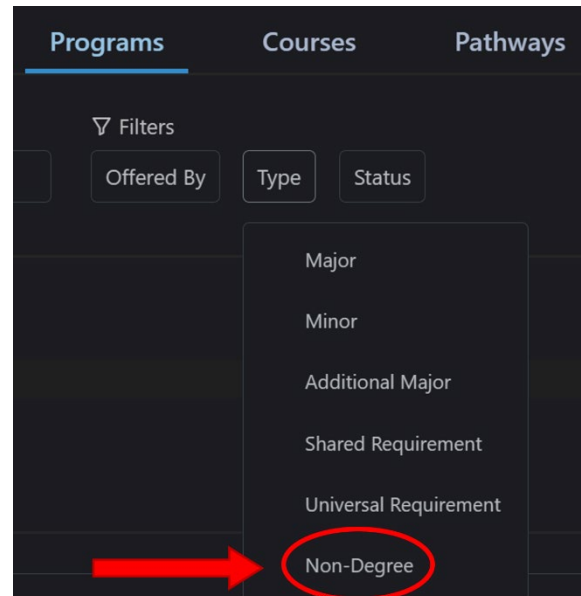 Programs Courses Pathways
Filters
Offered By Type Status
Major
Minor
Additional Major
Shared Requirement
Universal Requirement
Non-Degree